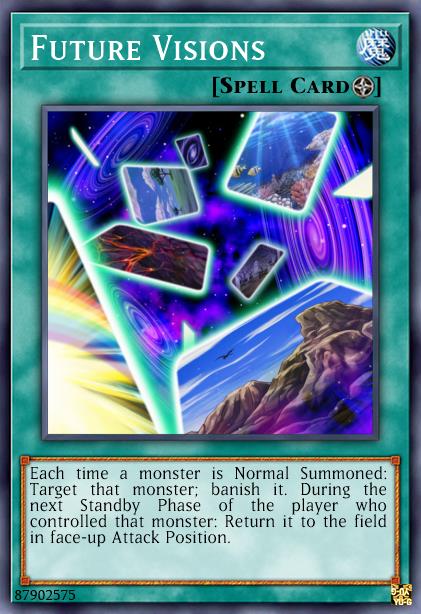 Future Visions
魔
[Spell Card]
Each time a monster is Normal Summoned:
Target that monster; banish it. During the
next Standby Phase of the player who
controlled that monster: Return it to the field
in face-up Attack Position.
87902575